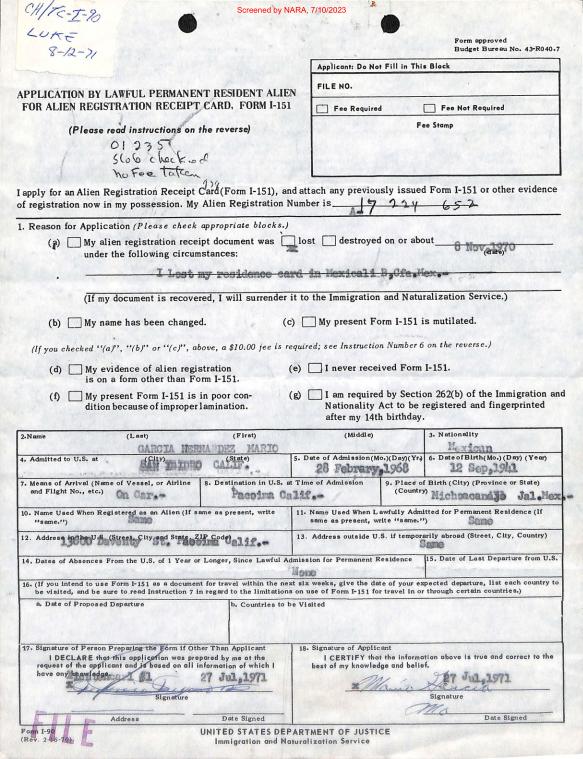 Screened by NARA, 7/10/2023
CH/TC-I-90
LUKE
8-12-71
Form approved
Budget Bureau No. 43-R040.7
Applicant: Do Not Fill in This Block
FILE NO.
Fee Required Fee Not Required
Fee Stamp
APPLICATION BY LAWFUL PERMANENT RESIDENT ALIEN
FOR ALIEN REGISTRATION RECEIPT CARD, FORM I-151
(Please read instructions on the reverse)
01235
Slob checked
no Fee taken
I apply for an Alien Registration Receipt Card (Form I-151), and attach any previously issued Form I-151 or other evidence
of registration now in my possession. My Alien Registration Number is A17 224 652
1. Reason for Application (Please check appropriate blocks.)
(a) My alien registration receipt document was lost destroyed on or about 8 Nov, 1970
(date)
under the following circumstances:
I Lost my residence card in Mexicali B,Cfa.Mex.-
(If my document is recovered, I will surrender it to the Immigration and Naturalization Service.)
(b) My name has been changed. (c) My present Form I-151 is mutilated.
(If you checked "(a)", "(b)" or "(c)", above, a $10.00 fee is required; see Instruction Number 6 on the reverse.)
(d) My evidence of alien registration
is on a form other than Form I-151.
(e) I never received Form I-151.
(f) My present Form I-151 is in poor con-
dition because of improper lamination.
(g) I am required by Section 262(b) of the Immigration and
Nationality Act to be registered and fingerprinted
after my 14th birthday.
2.Name (Last) (First) (Middle)
GARCIA HERNANDEZ MARIO
3. Nationality
Mexican
4. Admitted to U.S. at (City) (State)
SAN YSIDRO CALIF.
5. Date of Admission(Mo.)(Day)(Yr.)
28 Febrary,1968
6. Date of Birth(Mo.) (Day) (Year)
12 Sep,1941
7. Means of Arrival (Name of Vessel, or Airline
and Flight No., etc.) On Car.-
8. Destination in U.S. at Time of Admission
Pacoima Calif.-
9. Place of Birth (City) (Province or State)
(Country) Jal.Mex.-
10. Name Used When Registered as an Alien (If same as present, write
"same.") Same
11. Name Used When Lawfully Admitted for Permanent Residence (If
same as present, write "same.") Same
12. Address in the U.S. (Street, City and State, ZIP Code)
Pacoima Calif.-
13. Address outside U.S. if temporarily abroad (Street, City, Country)
Same
14. Dates of Absences From the U.S. of 1 Year or Longer, Since Lawful Admission for Permanent Residence
None
15. Date of Last Departure from U.S.
16. (If you intend to use Form I-151 as a document for travel within the next six weeks, give the date of your expected departure, list each country to
be visited, and be sure to read Instruction 7 in regard to the limitations on use of Form I-151 for travel in or through certain countries.)
a. Date of Proposed Departure
b. Countries to be Visited
17. Signature of Person Preparing the Form if Other Than Applicant
I DECLARE that this application was prepared by me at the
request of the applicant and is based on all information of which I
have any knowledge.
27 Jul,1971
Signature
Address Date Signed
18. Signature of Applicant
I CERTIFY that the information above is true and correct to the
best of my knowledge and belief.
27 Jul,1971
Mario Garcia
Signature
Date Signed
FILE
Form I-90
UNITED STATES DEPARTMENT OF JUSTICE
Immigration and Naturalization Service